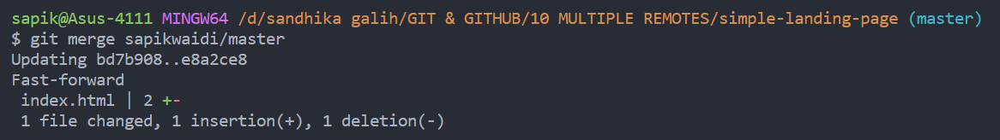 sapik@Asus-4111 MINGW64 /d/sandhika galih/GIT & GITHUB/10 MULTIPLE REMOTES/simple-landing-page (master)
$ git merge sapikwaidi/master
Updating bd7b908..e8a2ce8
Fast-forward
 index.html | 2 +-
 1 file changed, 1 insertion(+), 1 deletion(-)